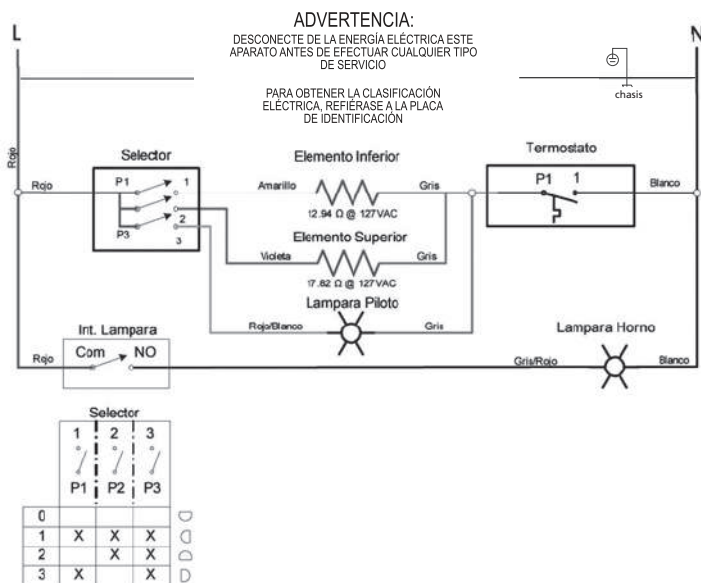 ADVERTENCIA:
DESCONECTE DE LA ENERGÍA ELÉCTRICA ESTE
APARATO ANTES DE EFECTUAR CUALQUIER TIPO
DE SERVICIO
PARA OBTENER LA CLASIFICACIÓN
ELÉCTRICA, REFIÉRASE A LA PLACA
DE IDENTIFICACIÓN
L
N
chasis
Rojo
Selector
Rojo
P1
1
2
P3
3
Elemento Inferior
Amarillo
Gris
12.94 Ω @ 127VAC
Elemento Superior
Violeta
Gris
17.62 Ω @ 127VAC
Lampara Piloto
Rojo/Blanco
Gris
Termostato
P1 1
Blanco
Int. Lampara
Rojo
Com NO
Lampara Horno
Gris/Rojo
Blanco
Selector
1 2 3
P1 P2 P3
0
1 X X X
2 X X
3 X X